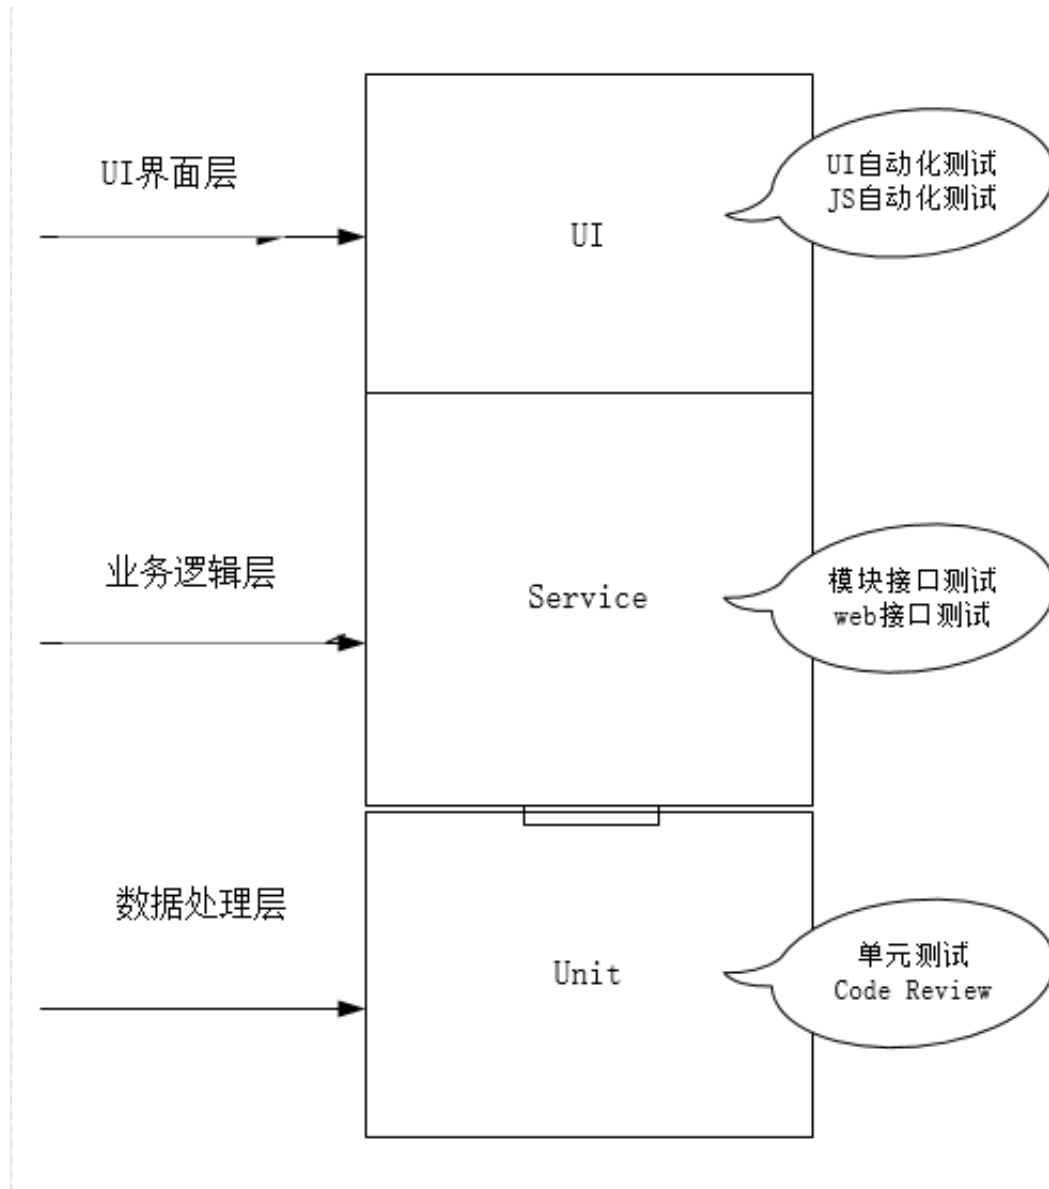 UI界面层
UI
UI自动化测试
JS自动化测试
业务逻辑层
Service
模块接口测试
web接口测试
数据处理层
Unit
单元测试
Code Review